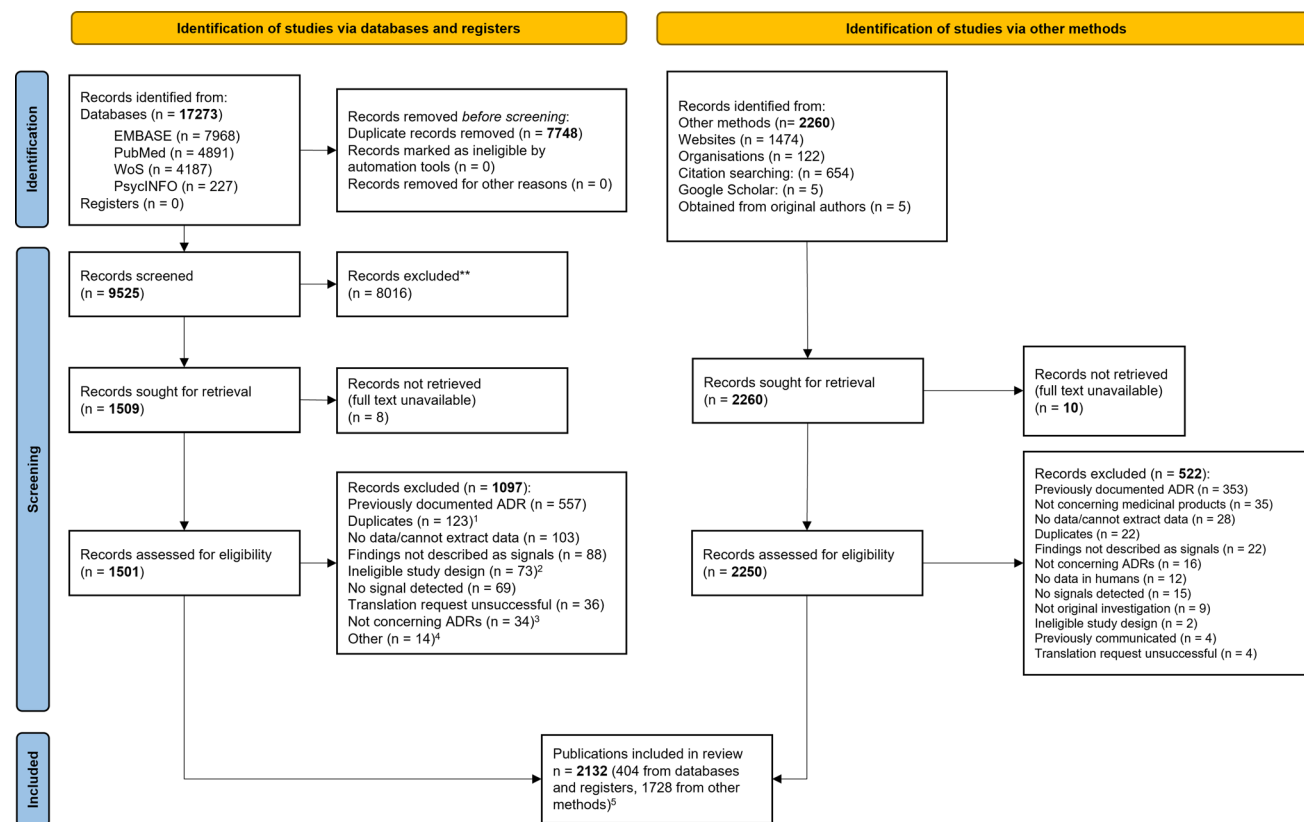 Identification of studies via databases and registers
Identification of studies via other methods
Identification
Records identified from:
Databases (n = 17273)
EMBASE = 7968
PubMed = 4891
WoS = 4187
PsycINFO = 227
Registers (n = 0)
Records removed before screening:
Duplicate records removed (n = 7748)
Records marked as ineligible by
automation tools (n = 0)
Records removed for other reasons (n = 0)
Records identified from:
Other methods (n= 2260)
Websites = 1474
Organisations = 122
Citation searching: (n = 654)
Google Scholar: (n = 5)
Obtained from original authors (n = 5)
Screening
Records screened
(n = 9525)
Records excluded**
(n = 8016)
Records sought for retrieval
(n = 1509)
Records not retrieved
(full text unavailable)
(n = 8)
Records sought for retrieval
(n = 2260)
Records not retrieved
(full text unavailable)
(n = 10)
Records assessed for eligibility
(n = 1501)
Records excluded (n = 1097):
Previously documented ADR (n = 557)
Duplicates (n = 123)¹
No data/cannot extract data (n = 103)
Findings not described as signals (n = 88)
Ineligible study design (n = 73)²
No signal detected (n = 69)
Translation request unsuccessful (n = 36)
Not concerning ADRs (n = 34)³
Other (n = 14)⁴
Records assessed for eligibility
(n = 2250)
Records excluded (n = 522):
Previously documented ADR (n = 353)
Not concerning medicinal products (n = 35)
No data/cannot extract data (n = 28)
Duplicates (n = 22)
Findings not described as signals (n = 22)
Not concerning ADRs (n = 16)
No data in humans (n = 12)
No signals detected (n = 15)
Not original investigation (n = 9)
Ineligible study design (n = 2)
Previously communicated (n = 4)
Translation request unsuccessful (n = 4)
Included
Publications included in review
n = 2132 (404 from databases
and registers, 1728 from other
methods)⁵